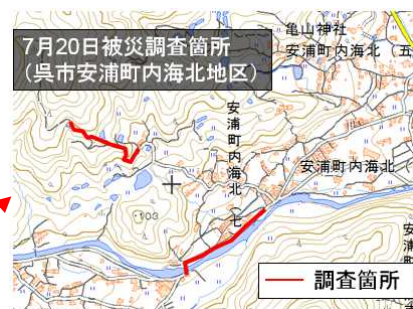 7月20日被災調査箇所
（呉市安浦町内海北地区）
亀山神社
安浦町内海北（五
安浦町内海北（七
安浦町内海北（
・103
調査箇所